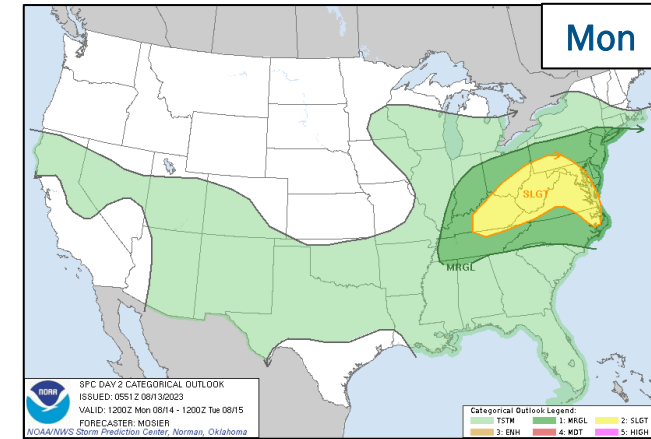 Mon
SLGT
MRGL
NOAA
SPC DAY 2 CATEGORICAL OUTLOOK
ISSUED: 0551Z 08/13/2023
VALID: 1200Z Mon 08/14 - 1200Z Tue 08/15
FORECASTER: MOSIER
NOAA/NWS Storm Prediction Center, Norman, Oklahoma
Categorical Outlook Legend:
TSTM 1: MRGL 2: SLGT
3: ENH 4: MDT 5: HIGH